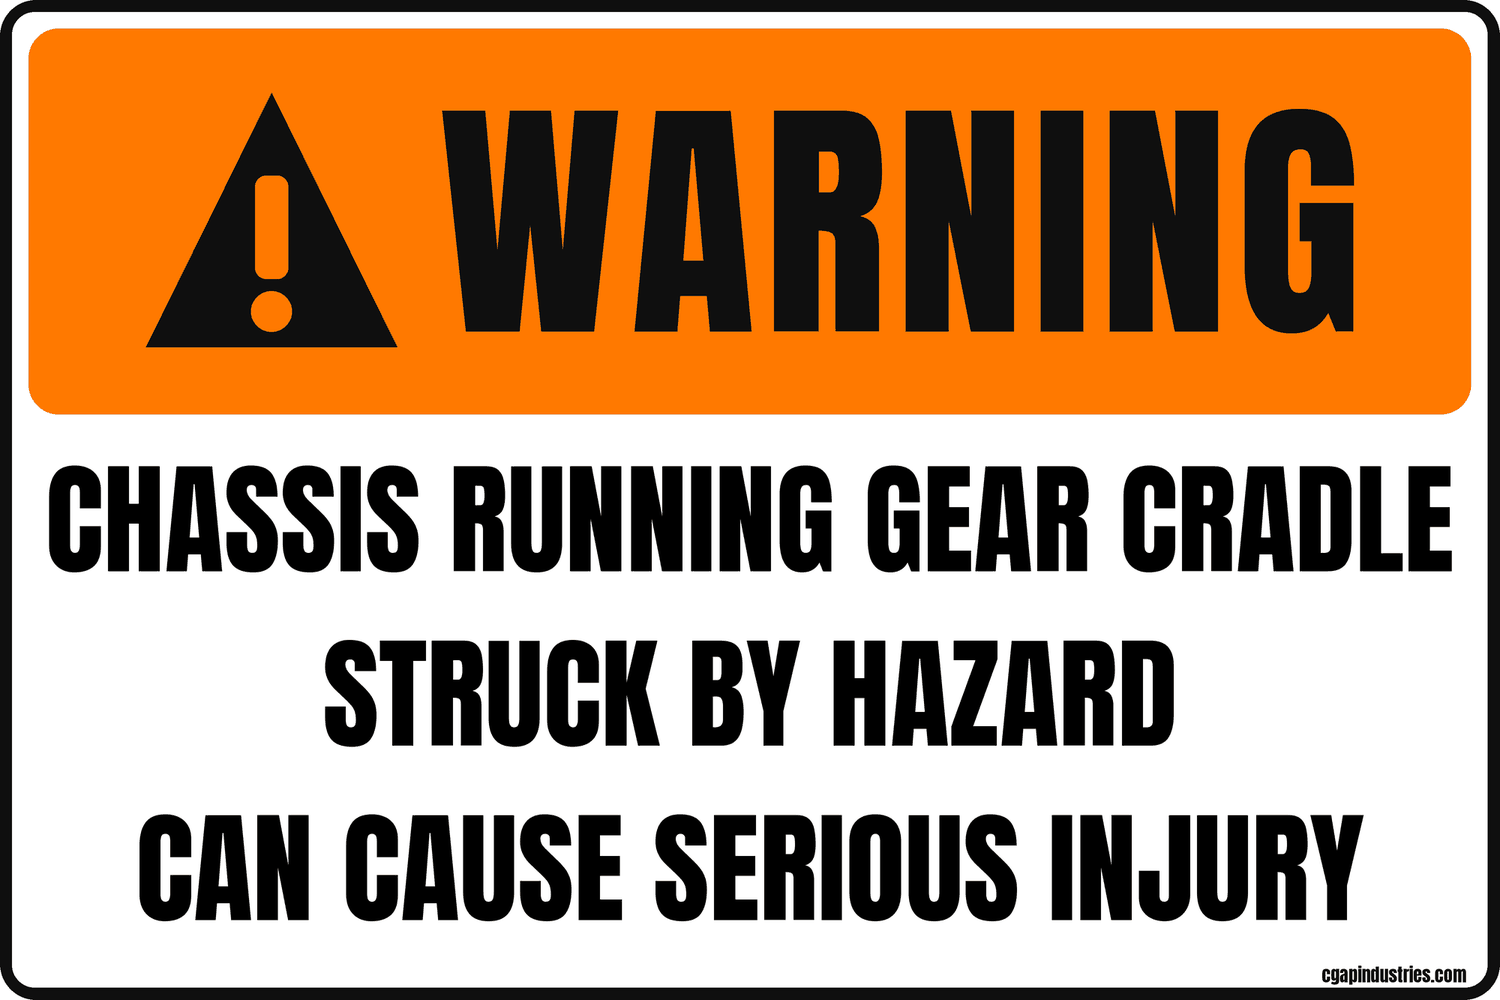 WARNING
CHASSIS RUNNING GEAR CRADLE
STRUCK BY HAZARD
CAN CAUSE SERIOUS INJURY
cgapindustries.com